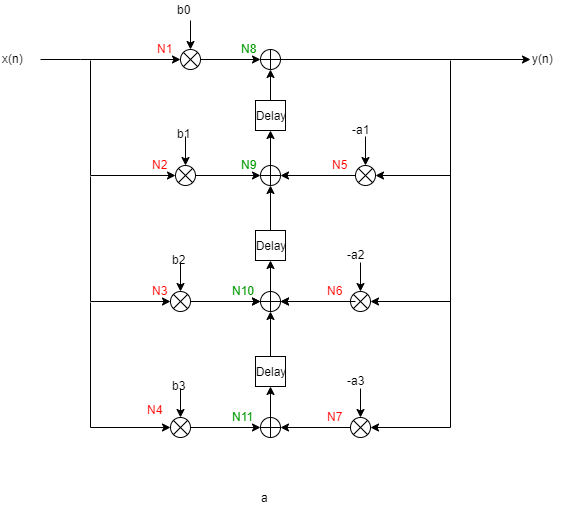 b0
x(n) N1 N8 y(n)
Delay
b1 -a1
N2 N9 N5
Delay
b2 -a2
N3 N10 N6
Delay
b3 -a3
N4 N11 N7
a